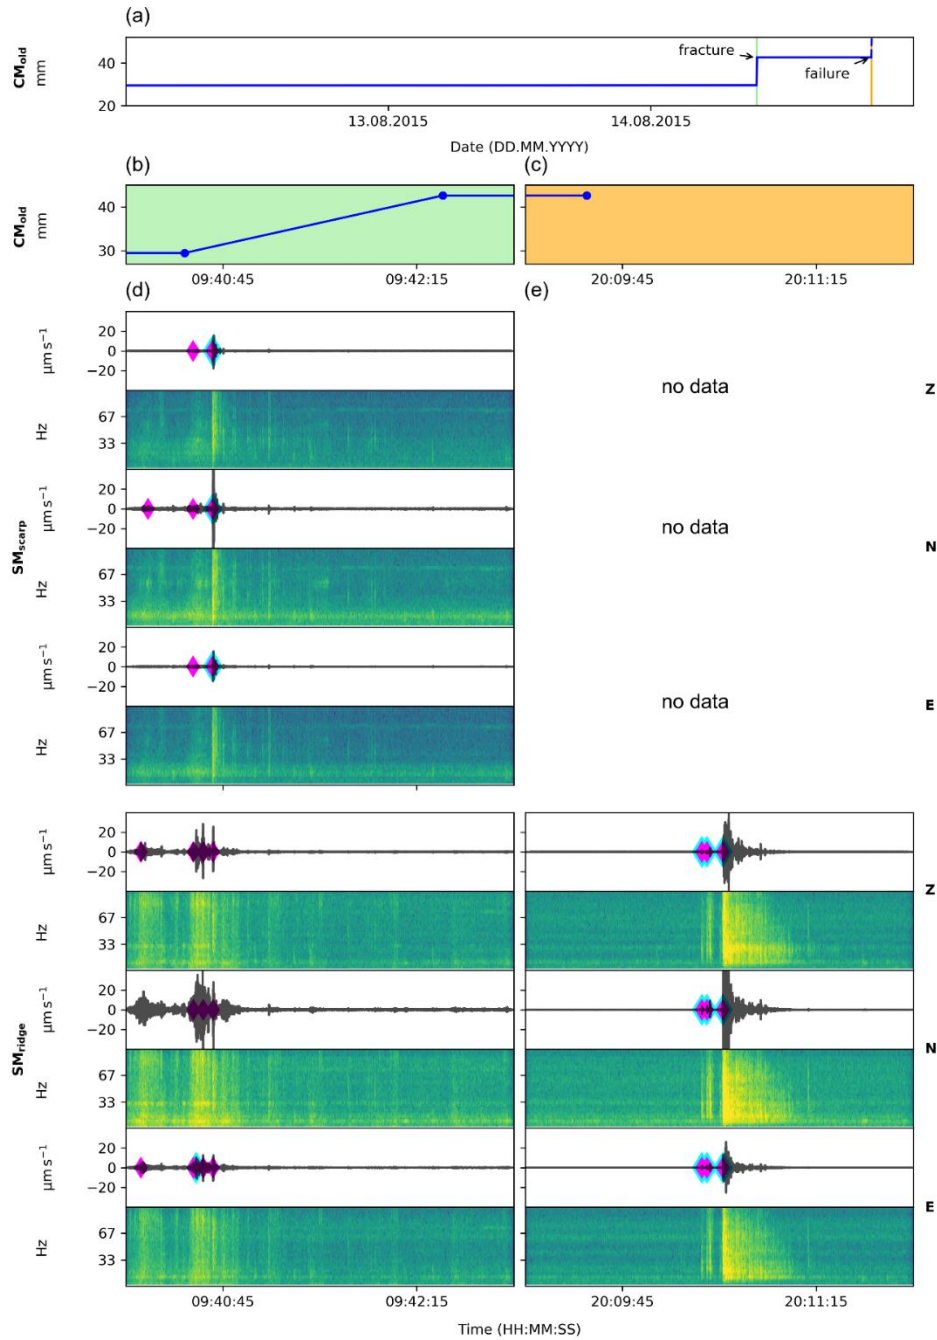 (a)
CMold
mm
40
20
fracture
failure
13.08.2015
14.08.2015
Date (DD.MM.YYYY)
(b)
(c)
CMold
mm
40
30
09:40:45
09:42:15
20:09:45
20:11:15
(d)
(e)
SMscarp
µm s−1
20
0
−20
Hz
67
33
no data
Z
µm s−1
20
0
−20
Hz
67
33
no data
N
µm s−1
20
0
−20
Hz
67
33
no data
E
SMridge
µm s−1
20
0
−20
Hz
67
33
Z
µm s−1
20
0
−20
Hz
67
33
N
µm s−1
20
0
−20
Hz
67
33
E
09:40:45
09:42:15
20:09:45
20:11:15
Time (HH:MM:SS)